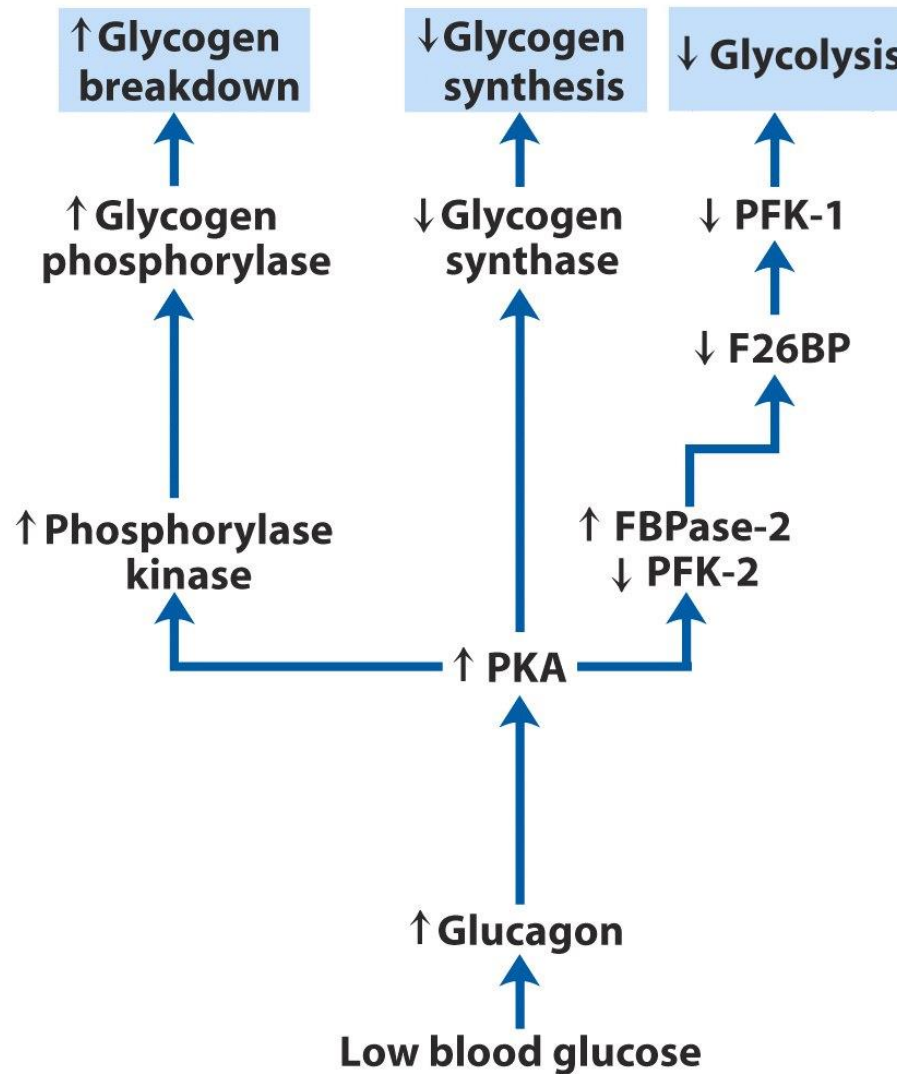 ↑Glycogen
breakdown
↓Glycogen
synthesis
↓ Glycolysis
↑Glycogen
phosphorylase
↓Glycogen
synthase
↓ PFK-1
↓ F26BP
↑Phosphorylase
kinase
↑ FBPase-2
↓ PFK-2
↑ PKA
↑Glucagon
Low blood glucose